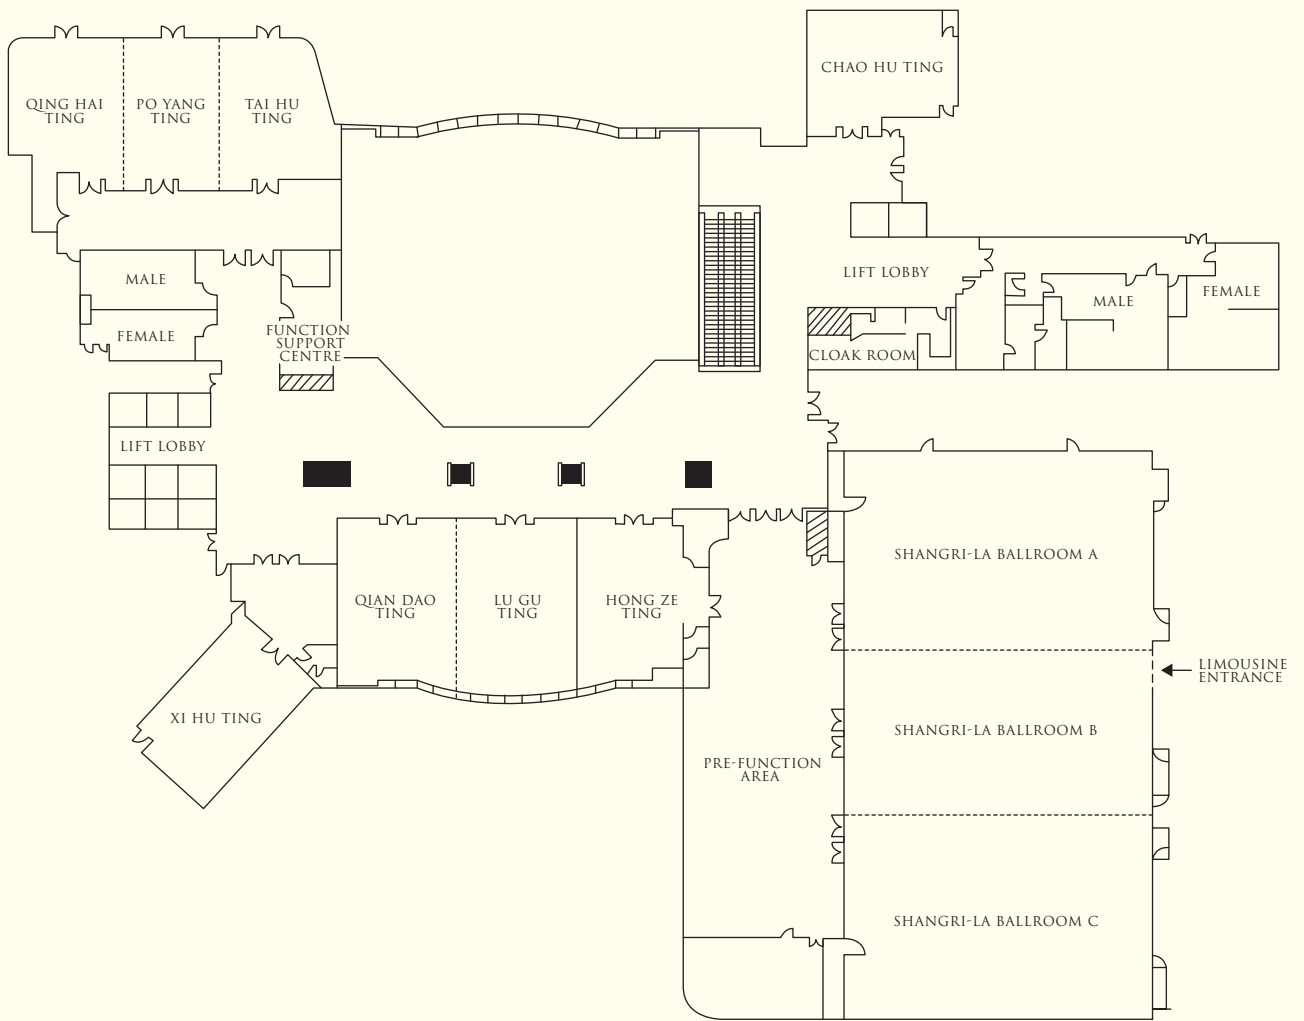 CHAO HU TING
QING HAI
TING
PO YANG
TING
TAI HU
TING
MALE
FEMALE
FUNCTION
SUPPORT
CENTRE
LIFT LOBBY
MALE
FEMALE
CLOAK ROOM
LIFT LOBBY
QIAN DAO
TING
LU GU
TING
HONG ZE
TING
XI HU TING
PRE-FUNCTION
AREA
SHANGRI-LA BALLROOM A
LIMOUSINE
ENTRANCE
SHANGRI-LA BALLROOM B
SHANGRI-LA BALLROOM C